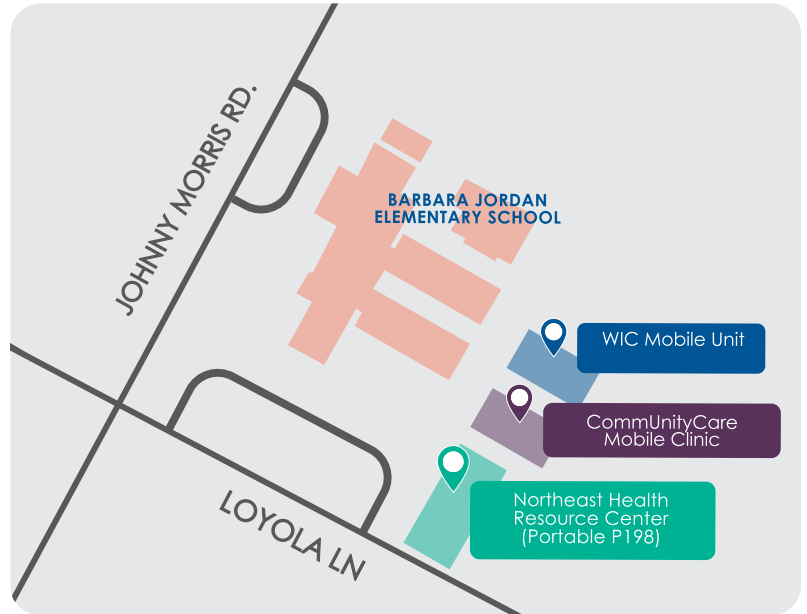 JOHNNY MORRIS RD.
BARBARA JORDAN
ELEMENTARY SCHOOL
WIC Mobile Unit
CommUnityCare
Mobile Clinic
Northeast Health
Resource Center
(Portable P198)
LOYOLA LN